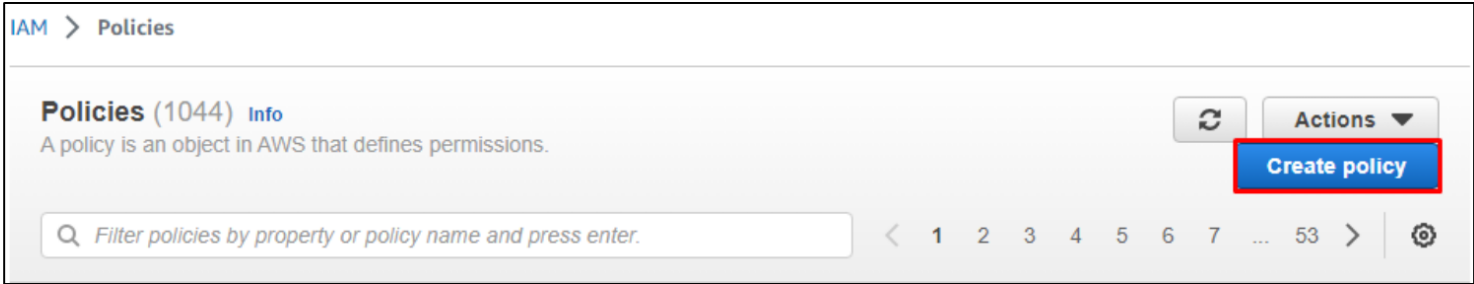 IAM > Policies
Policies (1044) Info
A policy is an object in AWS that defines permissions.
Actions
Create policy
Filter policies by property or policy name and press enter.
< 1 2 3 4 5 6 7 ... 53 >